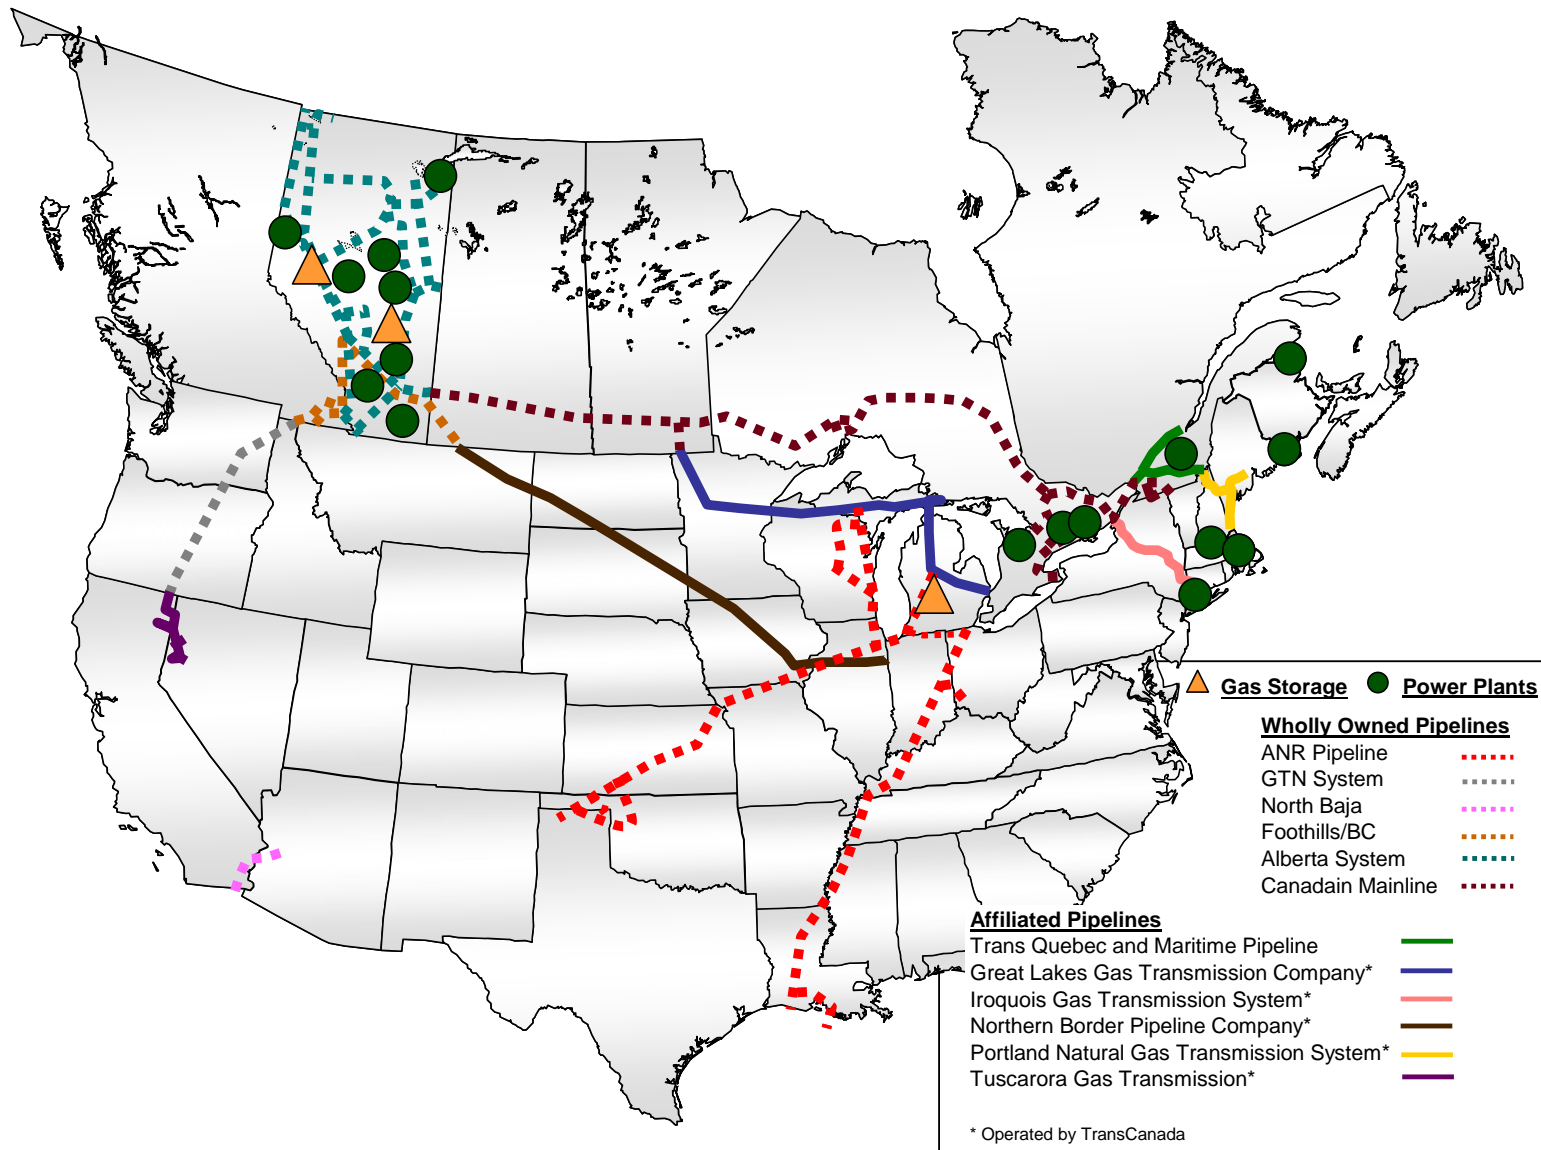 Gas Storage Power Plants
Wholly Owned Pipelines
ANR Pipeline
GTN System
North Baja
Foothills/BC
Alberta System
Canadain Mainline
Affiliated Pipelines
Trans Quebec and Maritime Pipeline
Great Lakes Gas Transmission Company*
Iroquois Gas Transmission System*
Northern Border Pipeline Company*
Portland Natural Gas Transmission System*
Tuscarora Gas Transmission*
* Operated by TransCanada